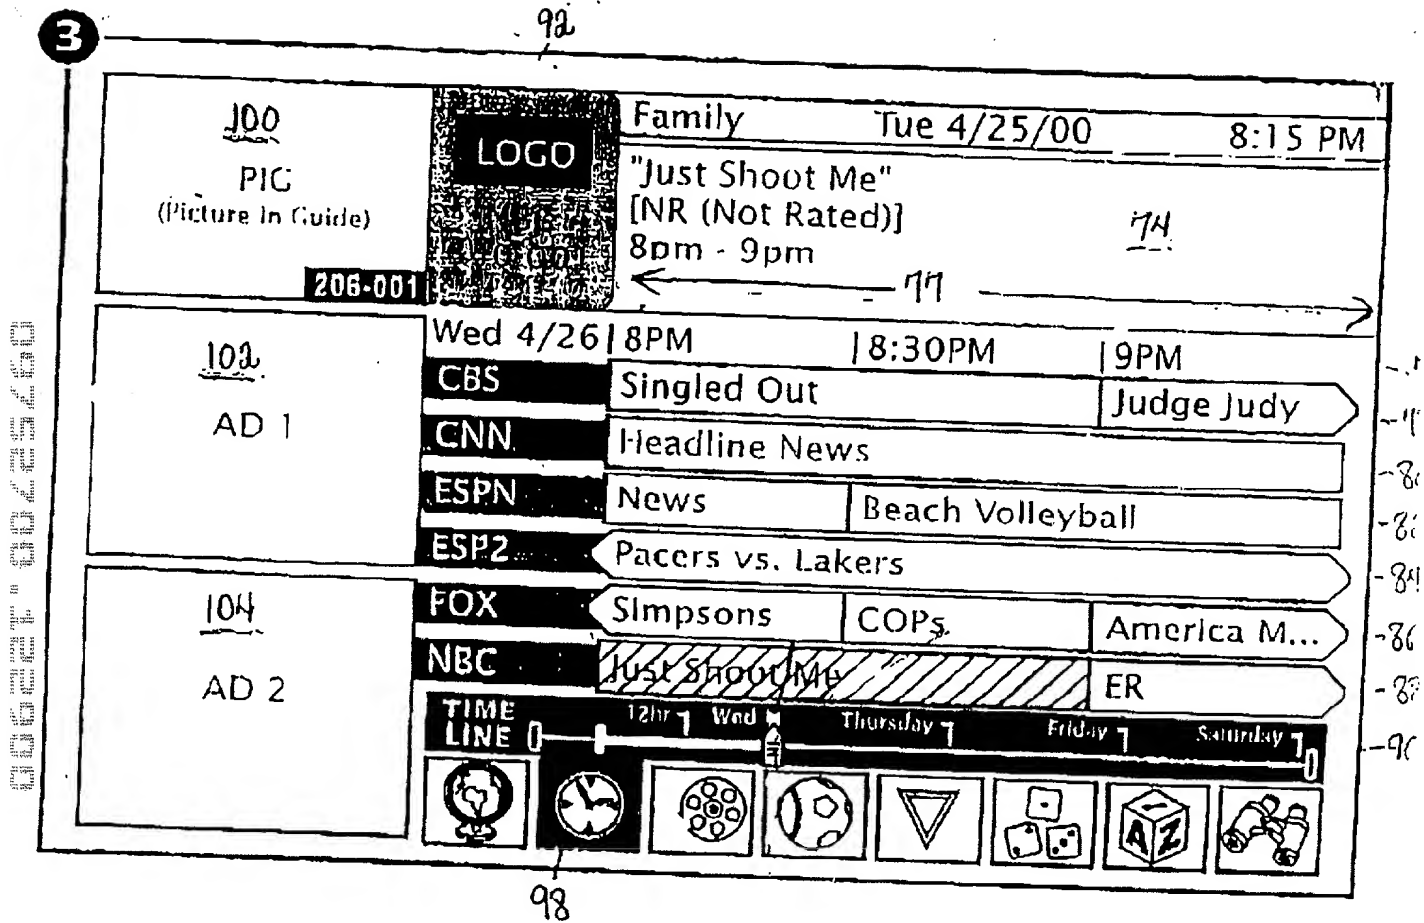 3
92
100
PIG
(Picture In Guide)
206-001
LOGO
Family Tue 4/25/00 8:15 PM
"Just Shoot Me"
[NR (Not Rated)]
8pm - 9pm
74
77
102
AD 1
104
AD 2
Wed 4/26 8PM 8:30PM 9PM
CBS Singled Out Judge Judy
CNN Headline News
ESPN News Beach Volleyball
ESP2 Pacers vs. Lakers
84
FOX Simpsons COPs America M...
86
NBC Just Shoot Me ER
TIME LINE
12hr Wed Thursday Friday Saturday
A Z
98